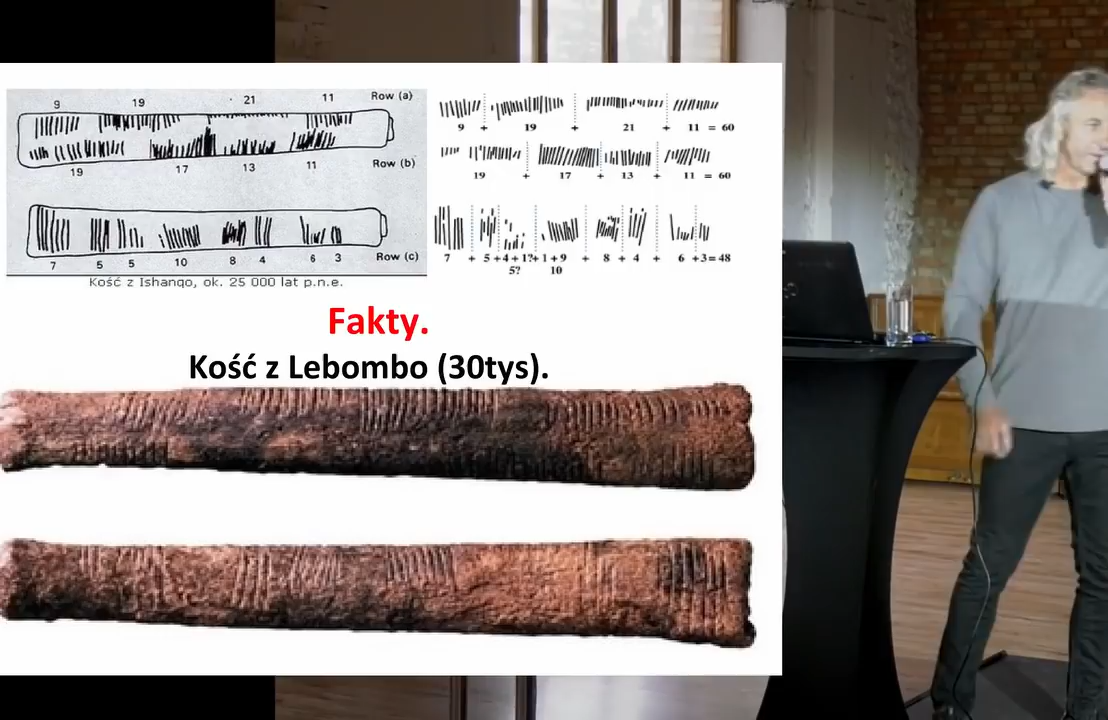 9 19 21 11 Row (a)
Row (b)
19 17 13 11
7 5 5 10 8 4 6 3 Row (c)
Kość z Ishango, ok. 25 000 lat p.n.e.
9 + 19 + 21 + 11 = 60
19 + 17 + 13 + 11 = 60
7 + 5 + 4 + 1? + 1 + 9 + 8 + 4 + 6 + 3 = 48
5? 10
Fakty.
Kość z Lebombo (30tys).